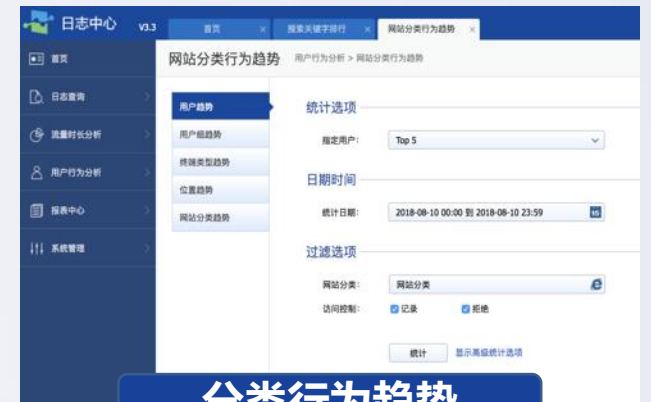 日志中心 V3.3
首页 × 搜索关键字排行 × 网站分类行为趋势 ×
首页
网站分类行为趋势 用户行为分析 > 网站分类行为趋势
日志查询
流量时长分析
用户行为分析
报表中心
系统管理
用户趋势
用户组趋势
终端类型趋势
位置趋势
网站分类趋势
统计选项
指定用户: Top 5
日期时间
统计日期: 2018-08-10 00:00 到 2018-08-10 23:59
15
过滤选项
网站分类: 网站分类
访问控制: 记录 拒绝
统计 显示高级统计选项
分类行为趋势